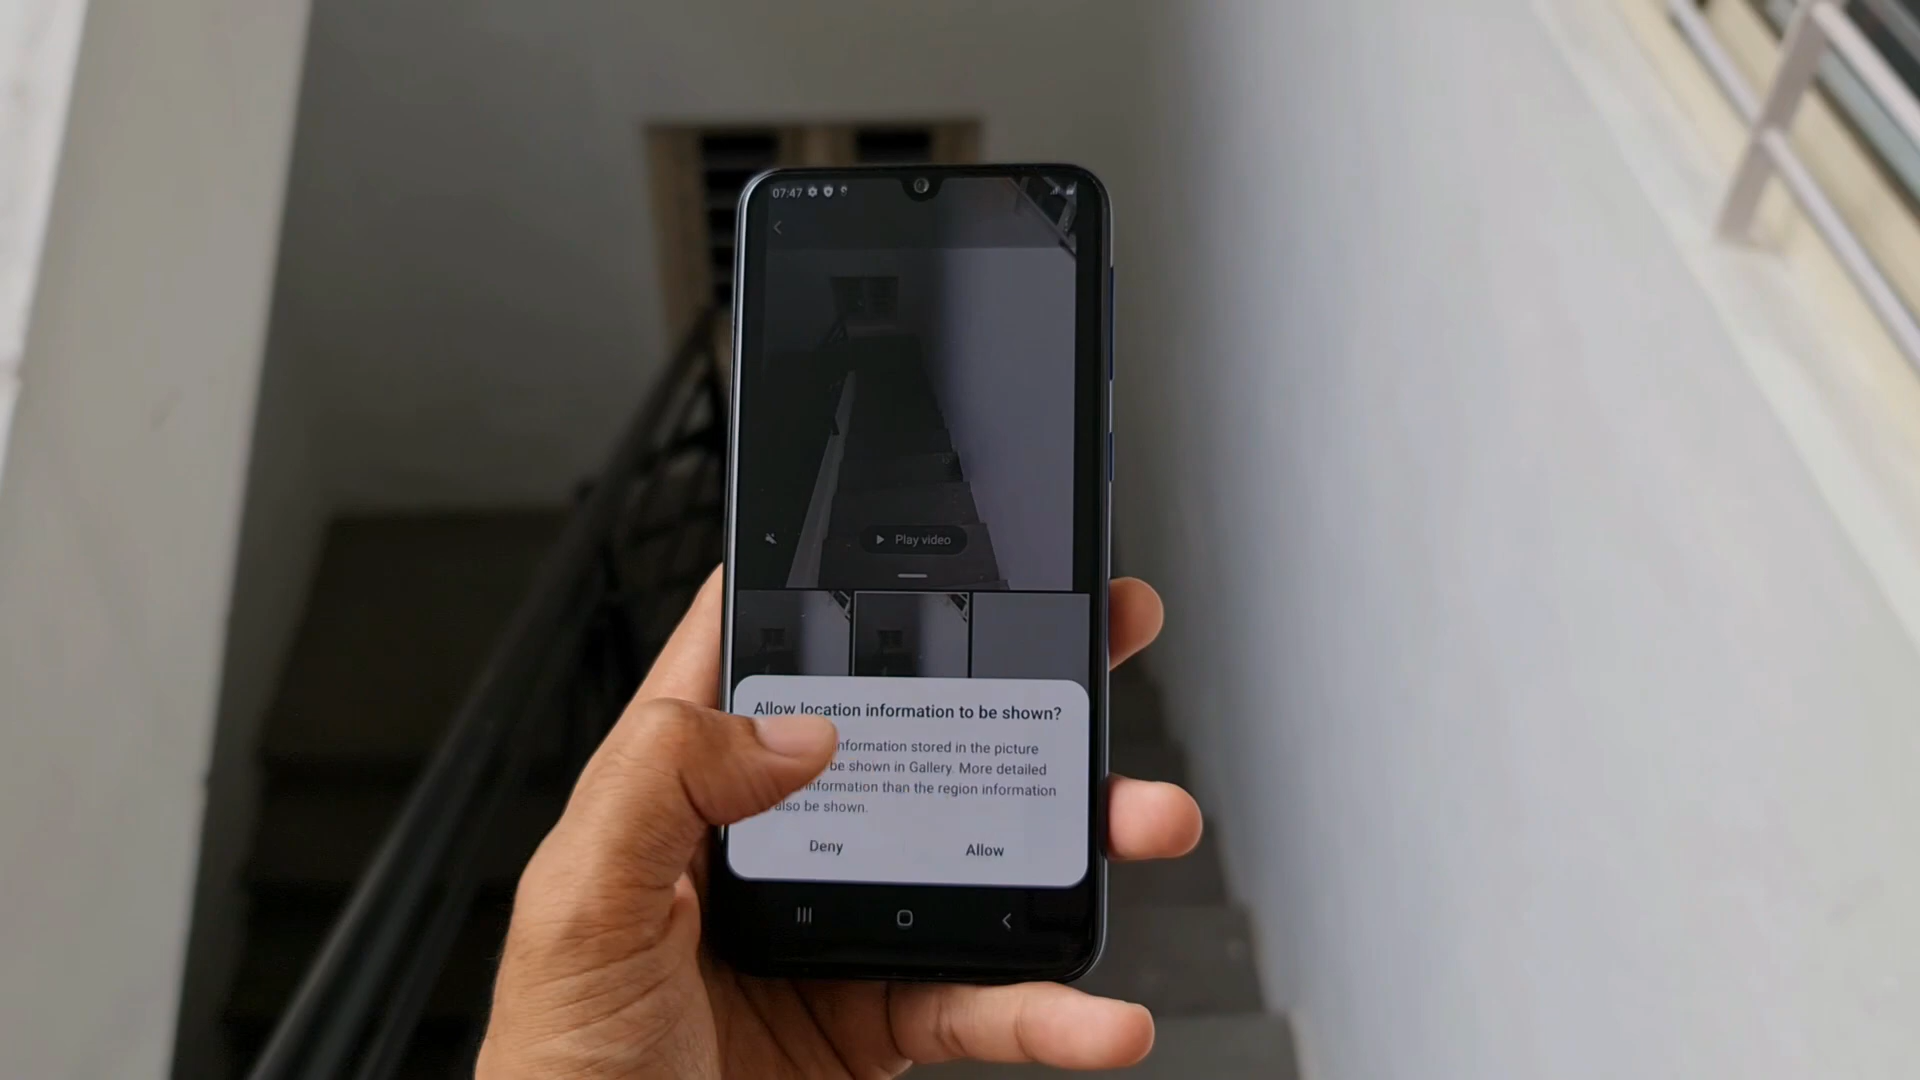 07:47
Play video
Allow location information to be shown?
information stored in the picture
be shown in Gallery. More detailed
information than the region information
also be shown.
Deny
Allow